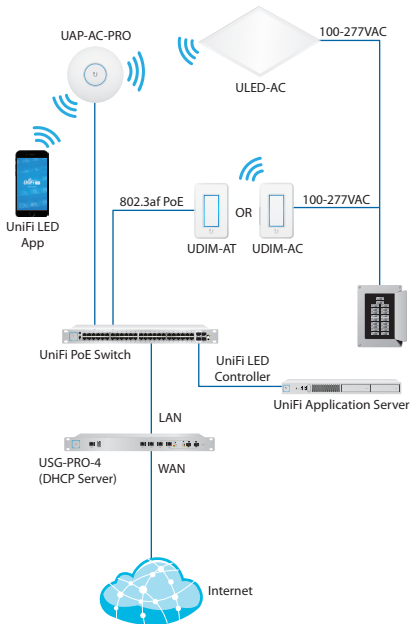 UAP-AC-PRO
100-277VAC
ULED-AC
UniFi LED
App
802.3af PoE
OR
100-277VAC
UDIM-AT
UDIM-AC
UniFi PoE Switch
UniFi LED
Controller
UniFi Application Server
LAN
USG-PRO-4
(DHCP Server)
WAN
Internet